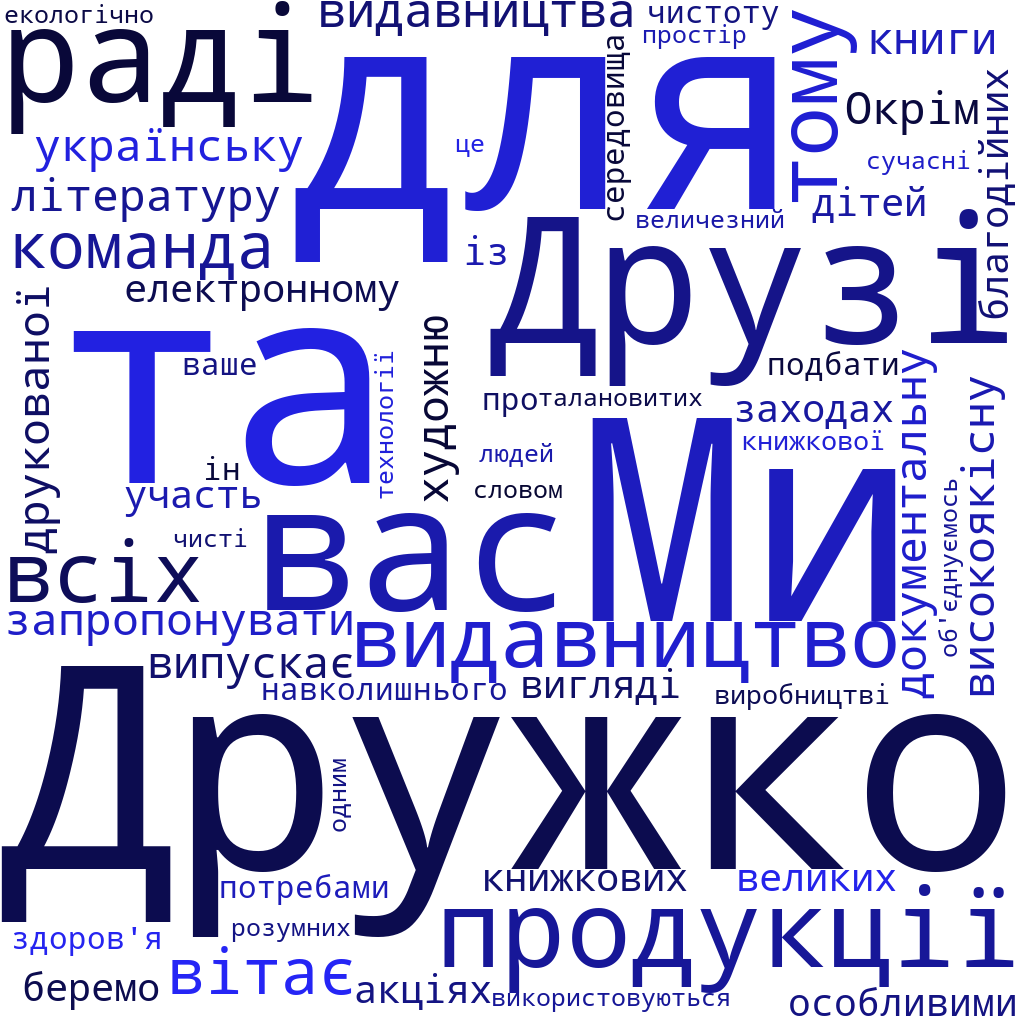 екологічно
видавництва
чистоту
раді
простір
тому
книги
для
середовища
Окрім
українську
це
сучасні
благодійних
літературу
дітей
величезний
команда
із
Друзі
електронному
друкованої
та
ваше
технології
художню
подбати
про
талановитих
заходах
документальну
високоякісну
книжкової
Ми
людей
ін
участь
словом
вас
об'єднуємось
чисті
всіх
запропонувати
видавництво
випускає
навколишнього
вигляді
виробництві
Дружко
одним
потребами
книжкових
великих
продукції
розумних
здоров'я
вітає
беремо
акціях
використовуються
особливими